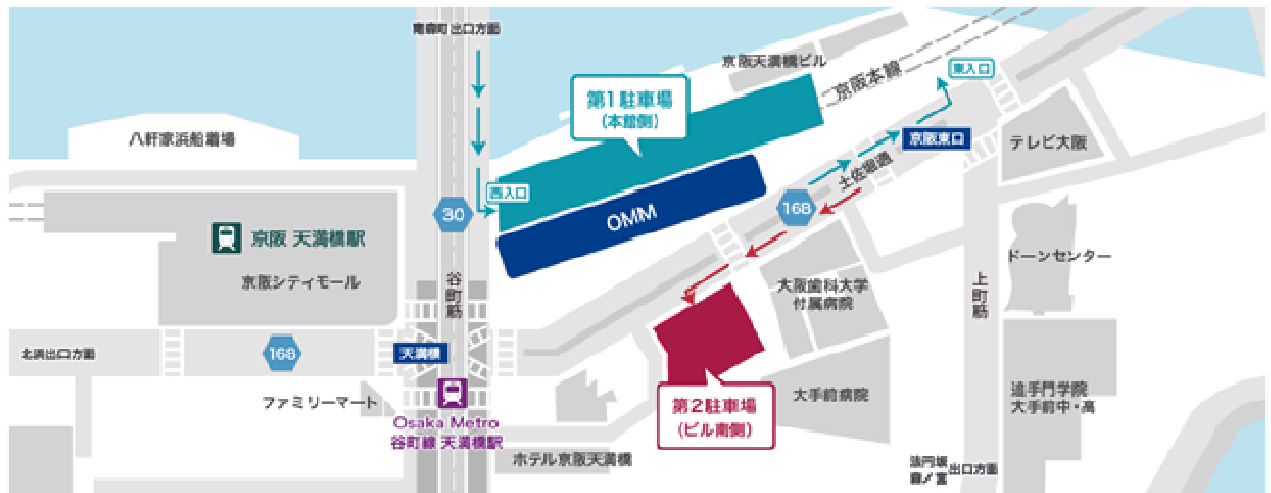 南森町 出口方面
京阪天満橋ビル
京阪本線
東入口
第1駐車場
(本館側)
八軒家浜船着場
京阪東口
テレビ大阪
土佐堀通
西入口
30
OMM
168
京阪 天満橋駅
京阪シティモール
谷町筋
大阪歯科大学
付属病院
上町筋
ドーンセンター
北浜出口方面
168
天満橋
ファミリーマート
Osaka Metro
谷町線 天満橋駅
第2駐車場
(ビル南側)
大手前病院
追手門学院
大手前中・高
ホテル京阪天満橋
法円坂
出口方面